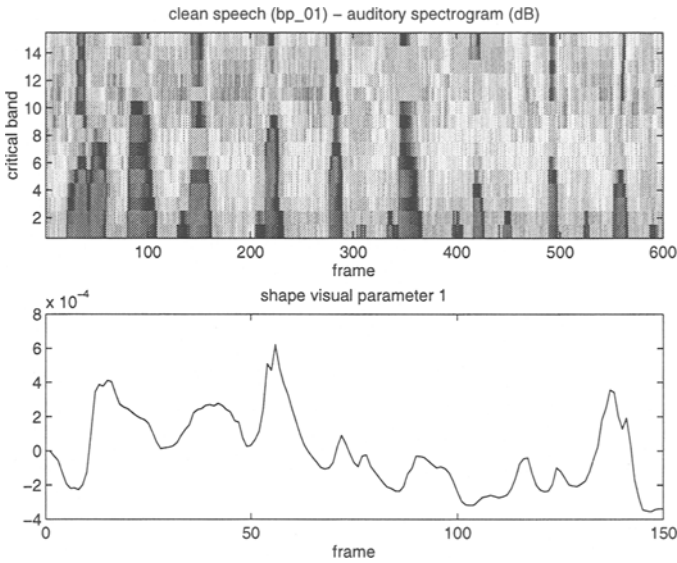 clean speech (bp_01) – auditory spectrogram (dB)
14
12
10
8
6
4
2
critical band
100 200 300 400 500 600
frame
x 10⁻⁴
shape visual parameter 1
8
6
4
2
0
−2
−4
0 50 100 150
frame